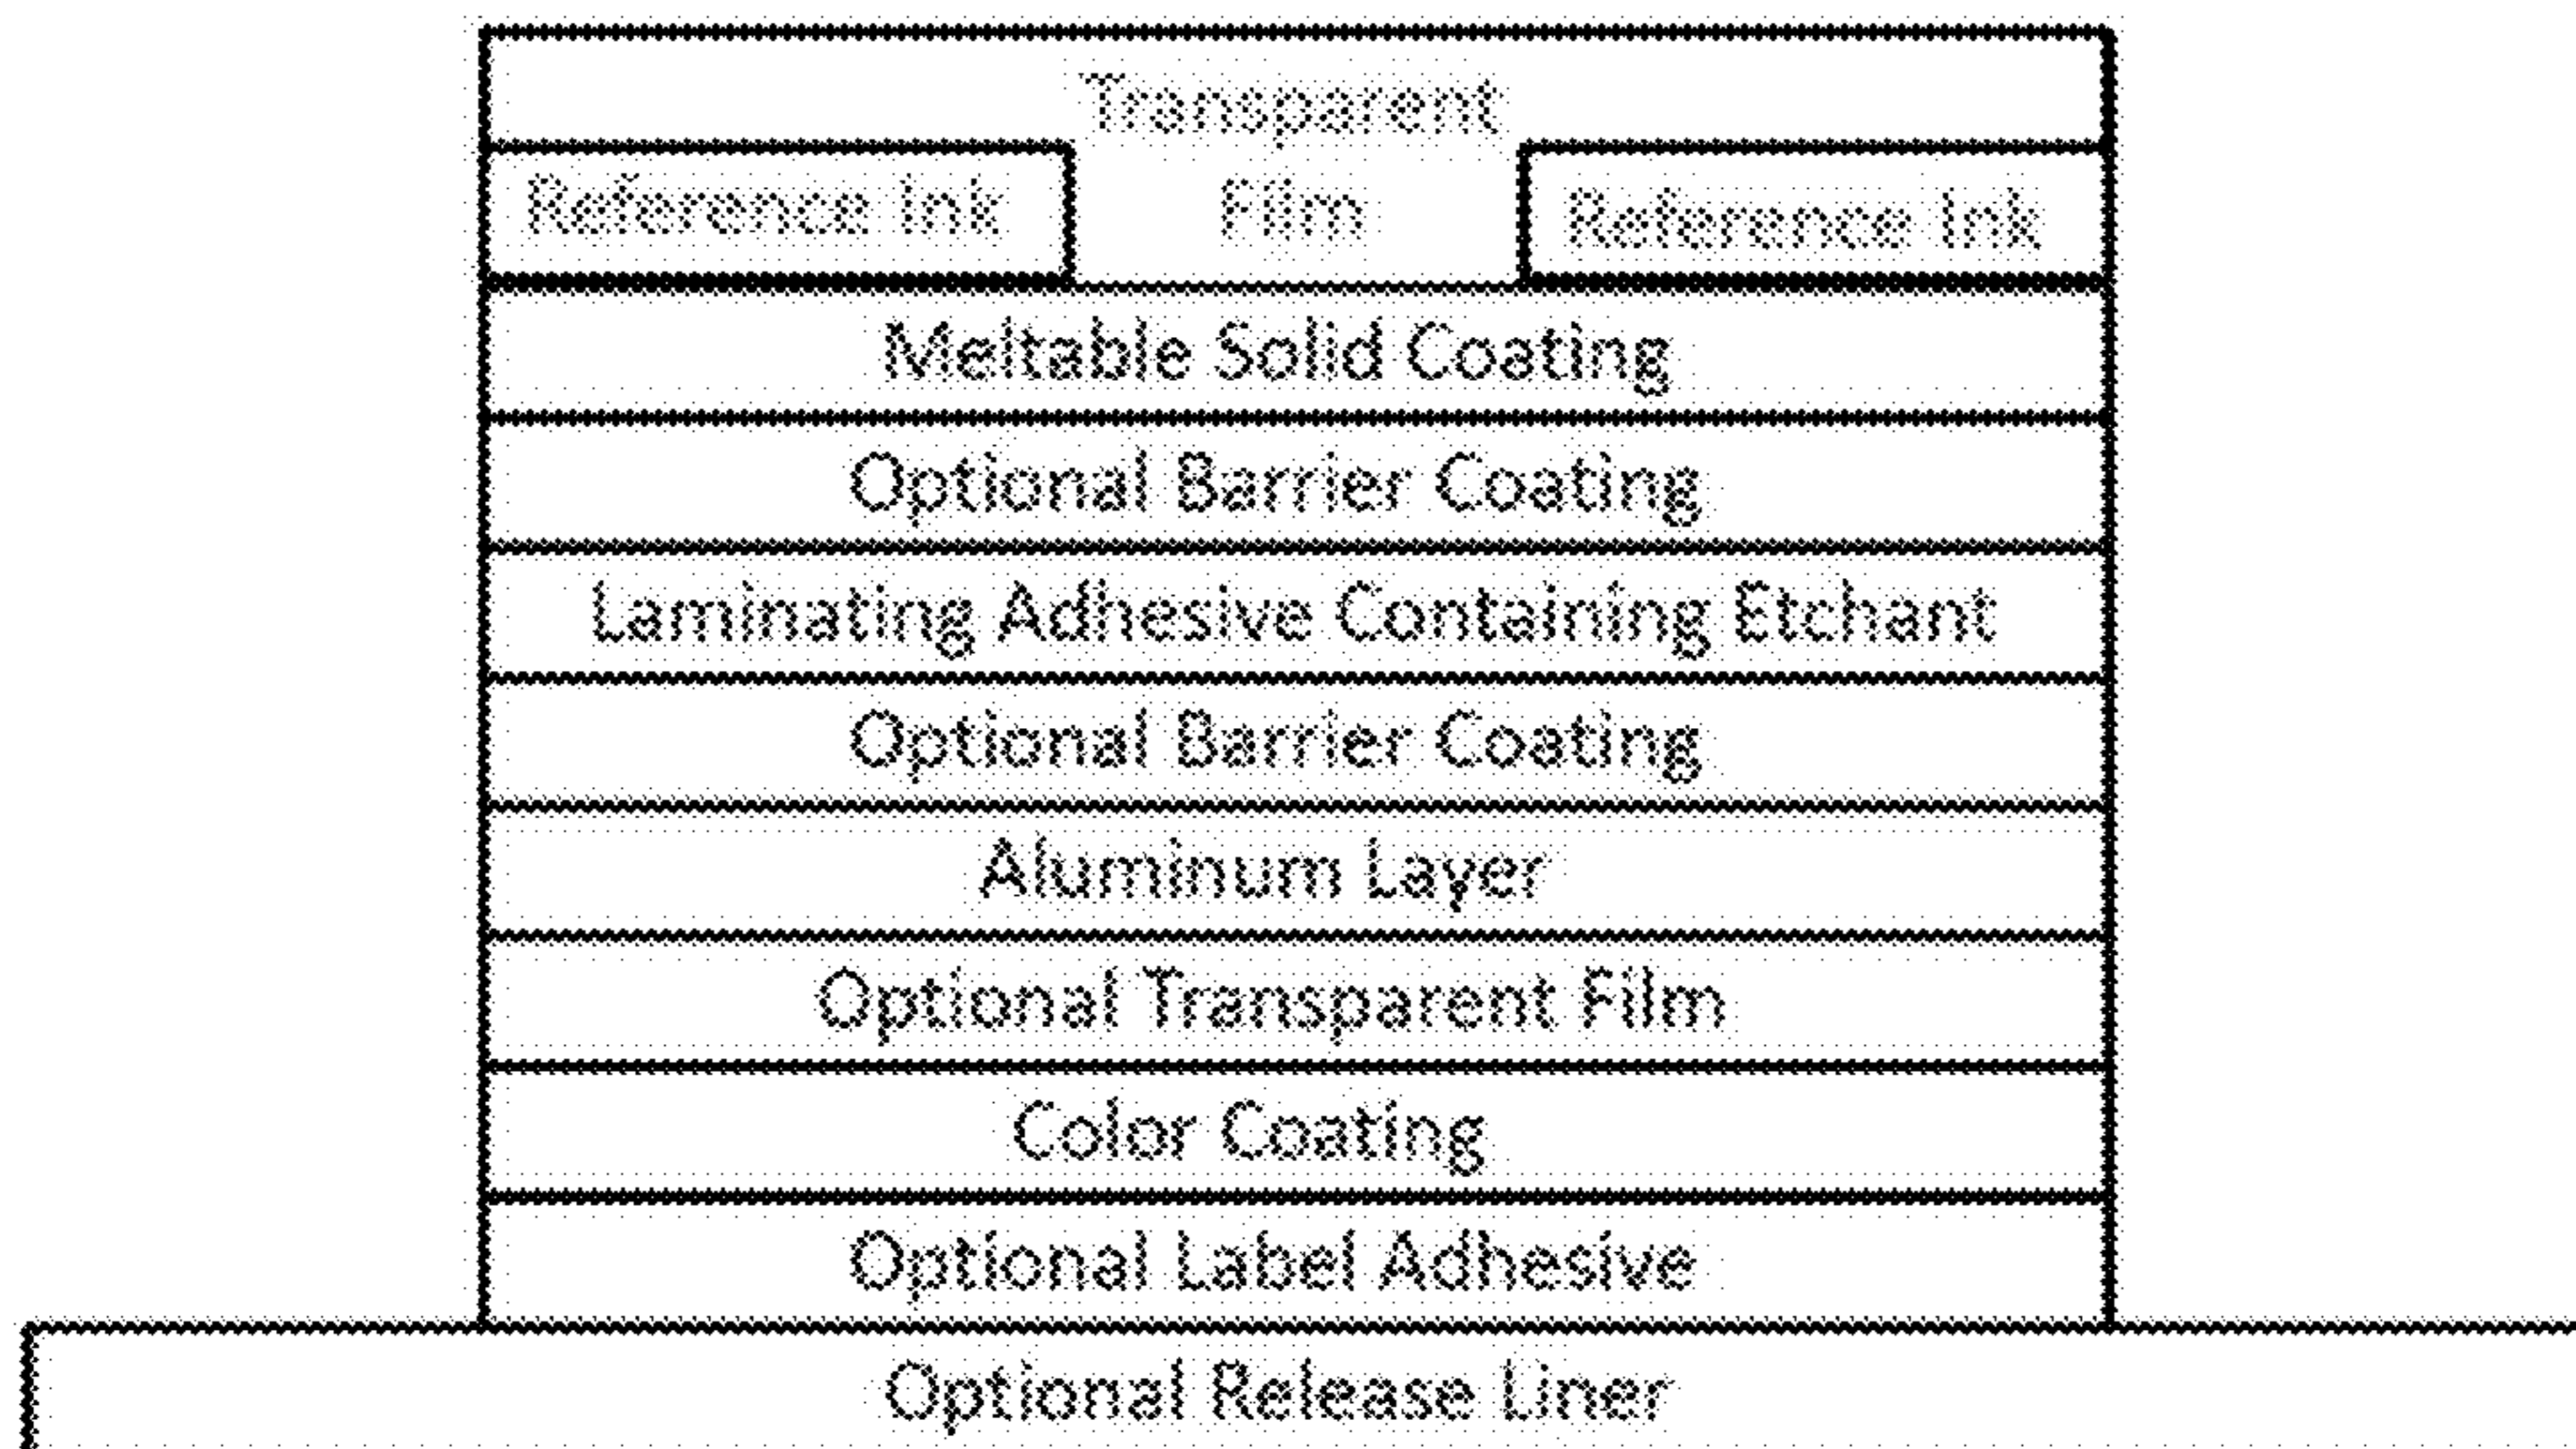 Transparent
Reference Ink Film Reference Ink
Meltable Solid Coating
Optional Barrier Coating
Laminating Adhesive Containing Etchant
Optional Barrier Coating
Aluminum Layer
Optional Transparent Film
Color Coating
Optional Label Adhesive
Optional Release Liner